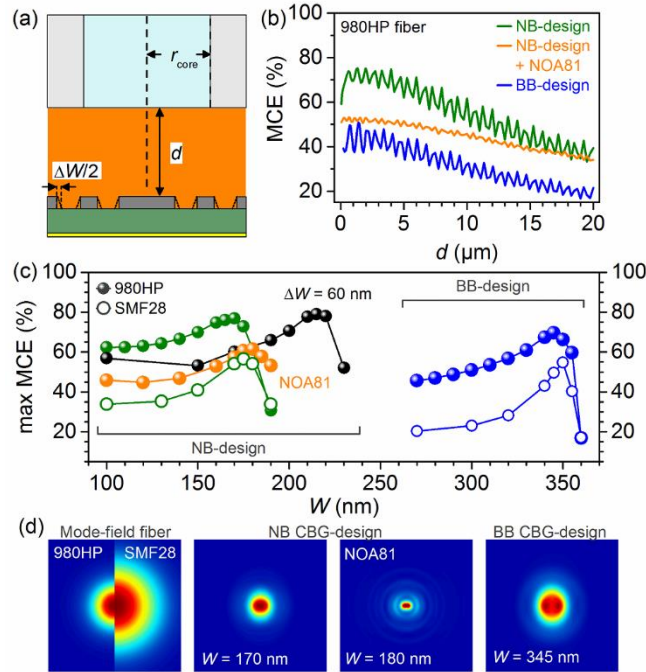 (a)
r core
d
ΔW/2
(b)
980HP fiber
NB-design
NB-design
+ NOA81
BB-design
MCE (%)
100
80
60
40
20
0 5 10 15 20
d (µm)
(c)
980HP
SMF28
ΔW = 60 nm
BB-design
NOA81
NB-design
max MCE (%)
100
80
60
40
20
100
80
60
40
20
100 150 200 250 300 350
W (nm)
(d)
Mode-field fiber
NB CBG-design
BB CBG-design
980HP SMF28
NOA81
W = 170 nm
W = 180 nm
W = 345 nm